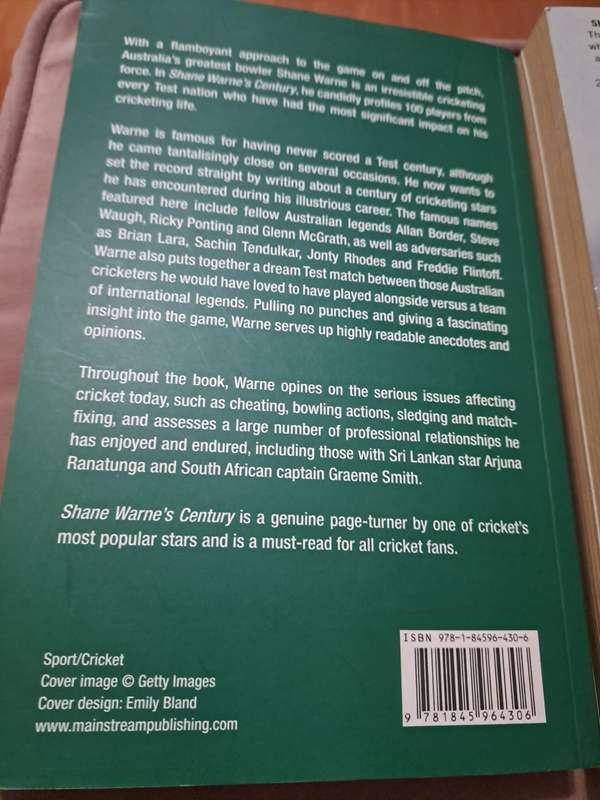 With a flamboyant approach to the game on and off the pitch,
Australia's greatest bowler Shane Warne is an irresistible cricketing
force. In Shane Warne's Century, he candidly profiles 100 players from
every Test nation who have had the most significant impact on his
cricketing life.
Warne is famous for having never scored a Test century, although
he came tantalisingly close on several occasions. He now wants to
set the record straight by writing about a century of cricketing stars
he has encountered during his illustrious career. The famous names
featured here include fellow Australian legends Allan Border, Steve
Waugh, Ricky Ponting and Glenn McGrath, as well as adversaries such
as Brian Lara, Sachin Tendulkar, Jonty Rhodes and Freddie Flintoff.
Warne also puts together a dream Test match between those Australian
cricketers he would have loved to have played alongside versus a team
of international legends. Pulling no punches and giving a fascinating
insight into the game, Warne serves up highly readable anecdotes and
opinions.
Throughout the book, Warne opines on the serious issues affecting
cricket today, such as cheating, bowling actions, sledging and match-
fixing, and assesses a large number of professional relationships he
has enjoyed and endured, including those with Sri Lankan star Arjuna
Ranatunga and South African captain Graeme Smith.
Shane Warne's Century is a genuine page-turner by one of cricket's
most popular stars and is a must-read for all cricket fans.
ISBN 978-1-84596-430-6
9 781845 964306
Sport/Cricket
Cover image © Getty Images
Cover design: Emily Bland
www.mainstreampublishing.com